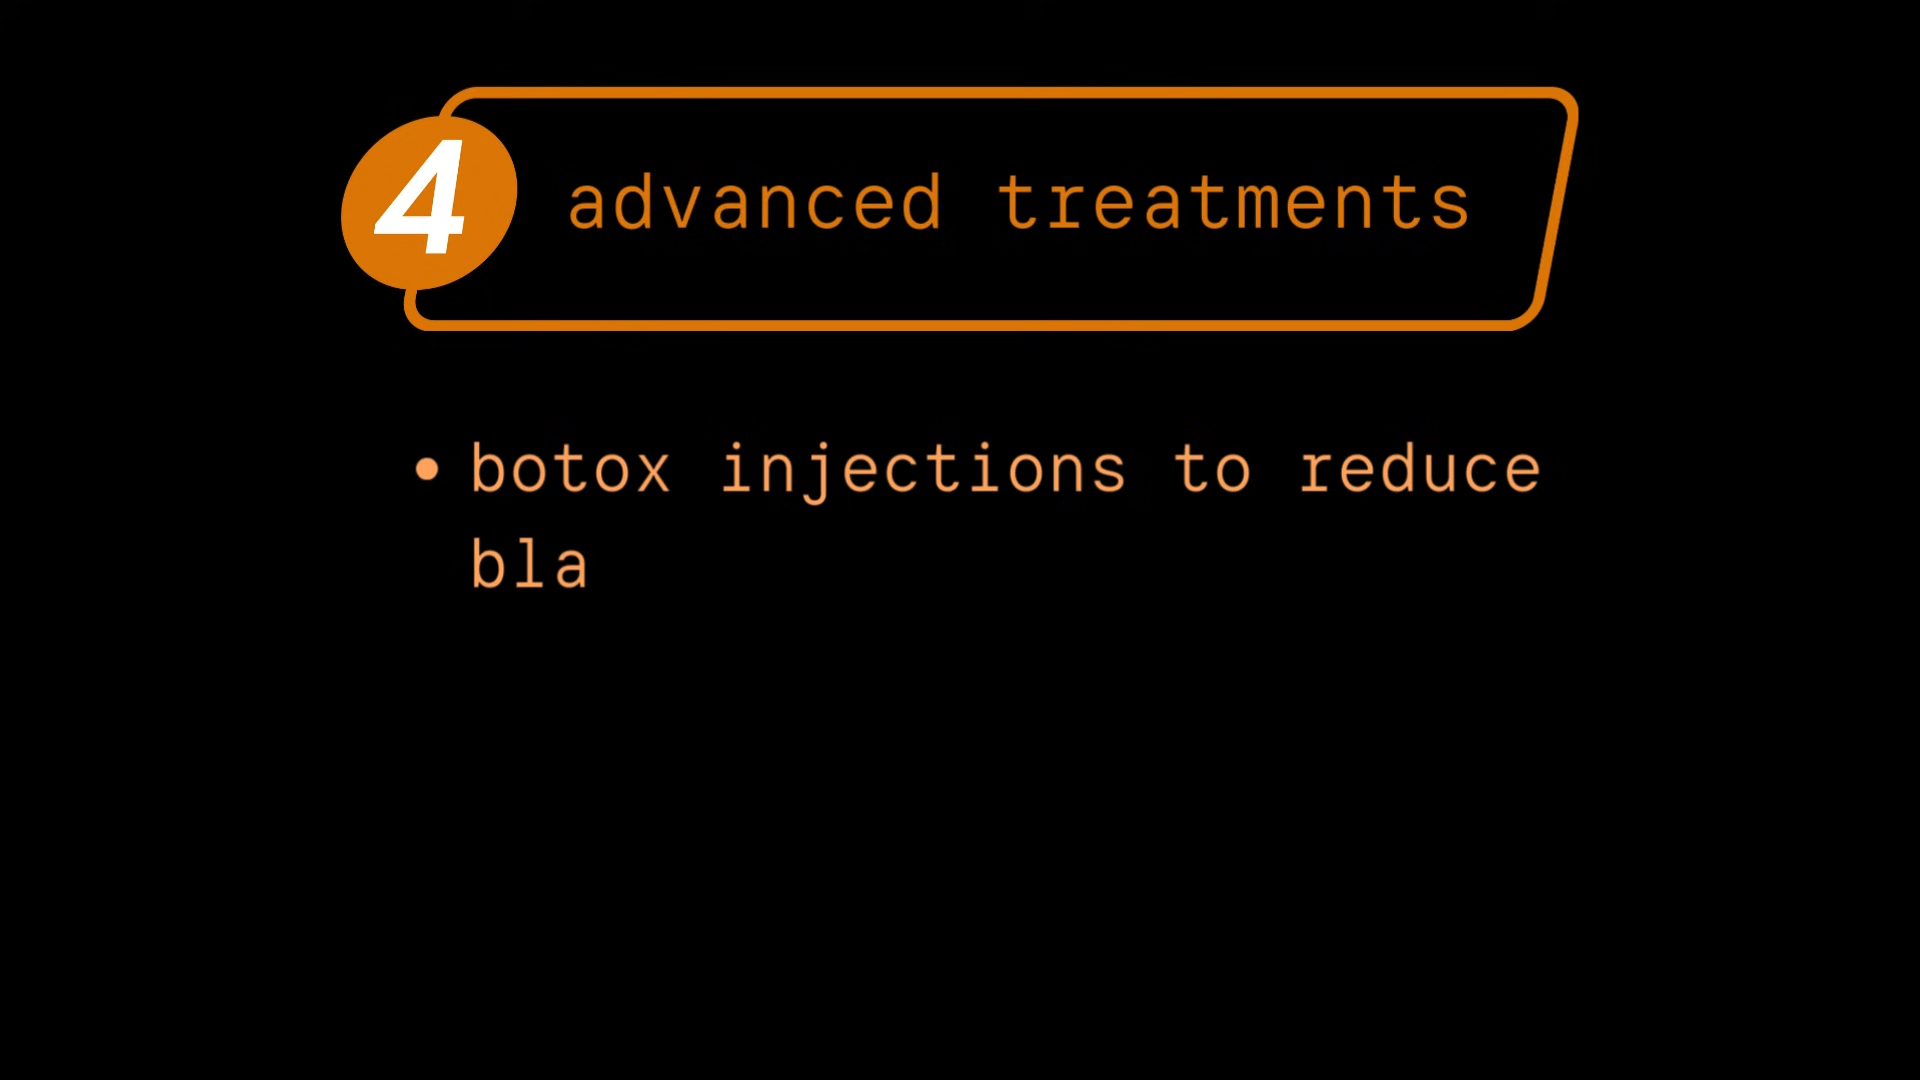 4 advanced treatments
• botox injections to reduce
bla